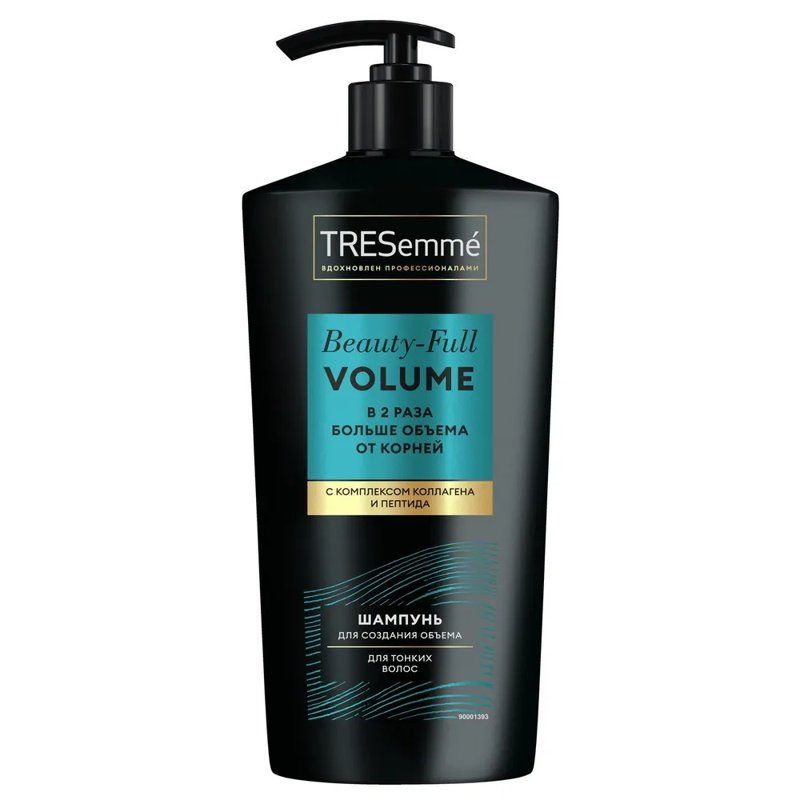 TRESemmé
ВДОХНОВЛЕН ПРОФЕССИОНАЛАМИ
Beauty-Full
VOLUME
В 2 РАЗА
БОЛЬШЕ ОБЪЕМА
ОТ КОРНЕЙ
С КОМПЛЕКСОМ КОЛЛАГЕНА
И ПЕПТИДА
ШАМПУНЬ
ДЛЯ СОЗДАНИЯ ОБЪЕМА
ДЛЯ ТОНКИХ
ВОЛОС
90001393